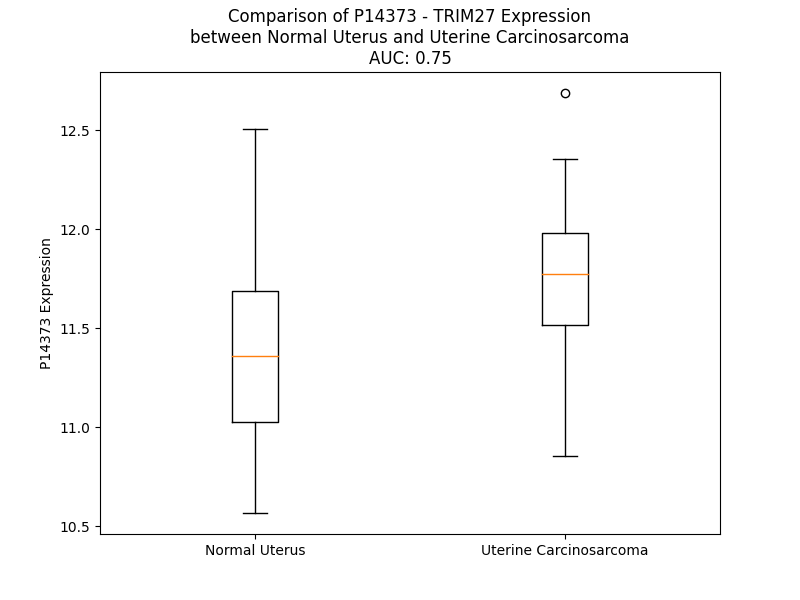 Comparison of P14373 - TRIM27 Expression
between Normal Uterus and Uterine Carcinosarcoma
AUC: 0.75
P14373 Expression
12.5
12.0
11.5
11.0
10.5
Normal Uterus
Uterine Carcinosarcoma